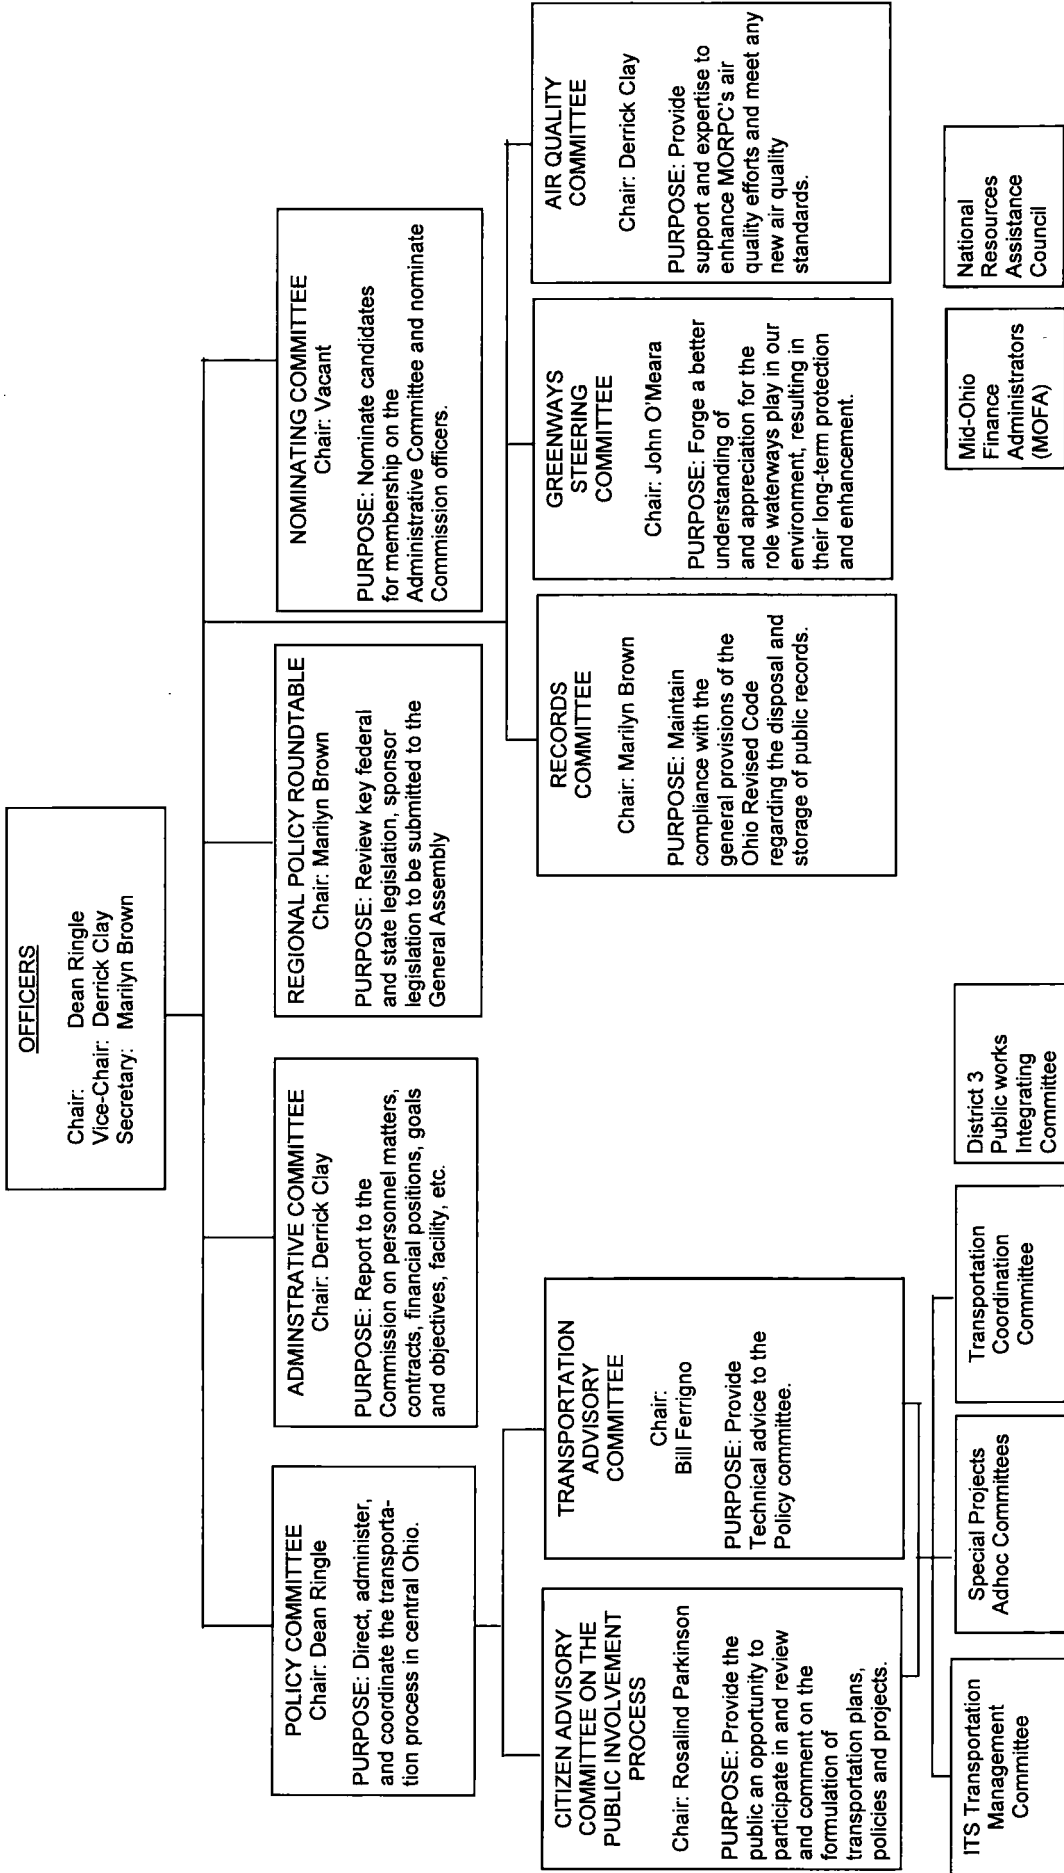 OFFICERS
Chair: Dean Ringle
Vice-Chair: Derrick Clay
Secretary: Marilyn Brown
POLICY COMMITTEE
Chair: Dean Ringle
PURPOSE: Direct, administer,
and coordinate the transporta-
tion process in central Ohio.
ADMINSTRATIVE COMMITTEE
Chair: Derrick Clay
PURPOSE: Report to the
Commission on personnel matters,
contracts, financial positions, goals
and objectives, facility, etc.
REGIONAL POLICY ROUNDTABLE
Chair: Marilyn Brown
PURPOSE: Review key federal
and state legislation, sponsor
legislation to be submitted to the
General Assembly
NOMINATING COMMITTEE
Chair: Vacant
PURPOSE: Nominate candidates
for membership on the
Administrative Committee and nominate
Commission officers.
CITIZEN ADVISORY
COMMITTEE ON THE
PUBLIC INVOLVEMENT
PROCESS
Chair: Rosalind Parkinson
PURPOSE: Provide the
public an opportunity to
participate in and review
and comment on the
formulation of
transportation plans,
policies and projects.
TRANSPORTATION
ADVISORY
COMMITTEE
Chair:
Bill Ferrigno
PURPOSE: Provide
Technical advice to the
Policy committee.
RECORDS
COMMITTEE
Chair: Marilyn Brown
PURPOSE: Maintain
compliance with the
general provisions of the
Ohio Revised Code
regarding the disposal and
storage of public records.
GREENWAYS
STEERING
COMMITTEE
Chair: John O'Meara
PURPOSE: Forge a better
understanding of
and appreciation for the
role waterways play in our
environment, resulting in
their long-term protection
and enhancement.
AIR QUALITY
COMMITTEE
Chair: Derrick Clay
PURPOSE: Provide
support and expertise to
enhance MORPC's air
quality efforts and meet any
new air quality
standards.
ITS Transportation
Management
Committee
Special Projects
Adhoc Committees
Transportation
Coordination
Committee
District 3
Public works
Integrating
Committee
Mid-Ohio
Finance
Administrators
(MOFA)
National
Resources
Assistance
Council